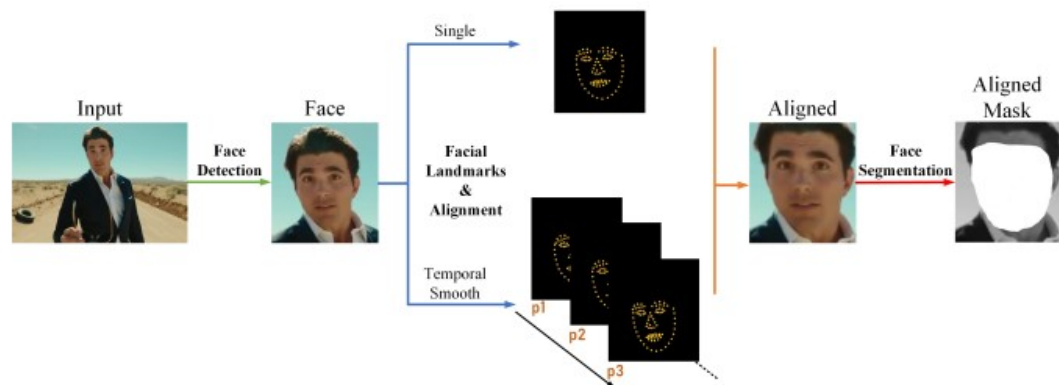 Single
Input
Face
Detection
Face
Facial
Landmarks
&
Alignment
Aligned
Face
Segmentation
Aligned
Mask
Temporal
Smooth
p1
p2
p3